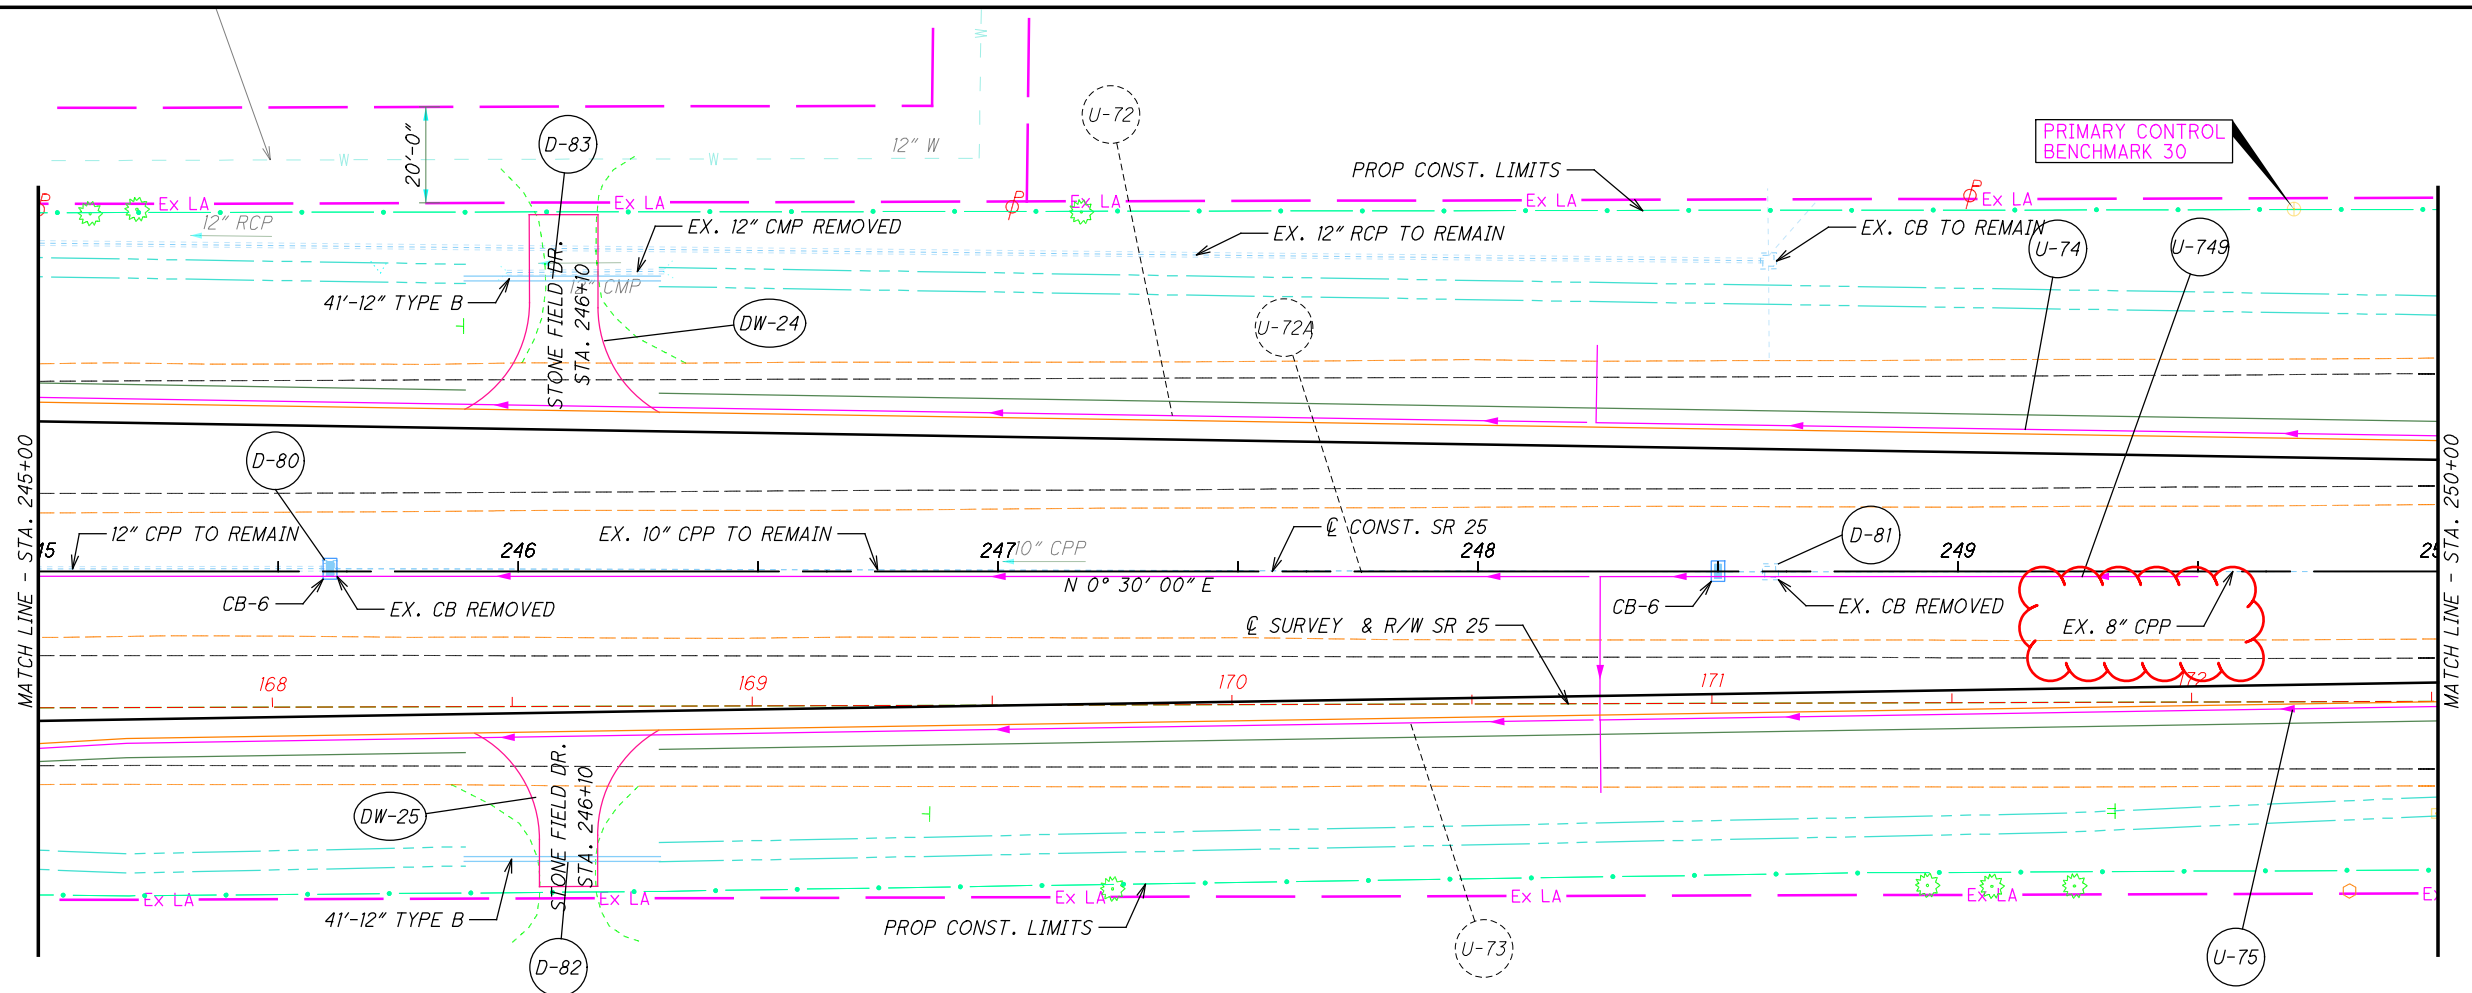 U-72
PRIMARY CONTROL
BENCHMARK 30
20'-0"
D-83
W
W
W
12" W
PROP CONST. LIMITS
P
Ex LA
Ex LA
P
Ex LA
Ex LA
P
Ex LA
12" RCP
EX. 12" CMP REMOVED
EX. 12" RCP TO REMAIN
EX. CB TO REMAIN
U-74
U-749
12" CMP
41'-12" TYPE B
STONE FIELD DR.
STA. 246+10
DW-24
U-72A
MATCH LINE - STA. 245+00
MATCH LINE - STA. 250+00
D-80
12" CPP TO REMAIN
EX. 10" CPP TO REMAIN
℄ CONST. SR 25
D-81
45
246
247
10" CPP
248
249
25
N 0° 30' 00" E
CB-6
EX. CB REMOVED
CB-6
EX. CB REMOVED
℄ SURVEY & R/W SR 25
EX. 8" CPP
168
169
170
171
172
STONE FIELD DR.
STA. 246+10
DW-25
41'-12" TYPE B
Ex LA
Ex LA
Ex LA
Ex LA
Ex LA
Ex
PROP CONST. LIMITS
D-82
U-73
U-75